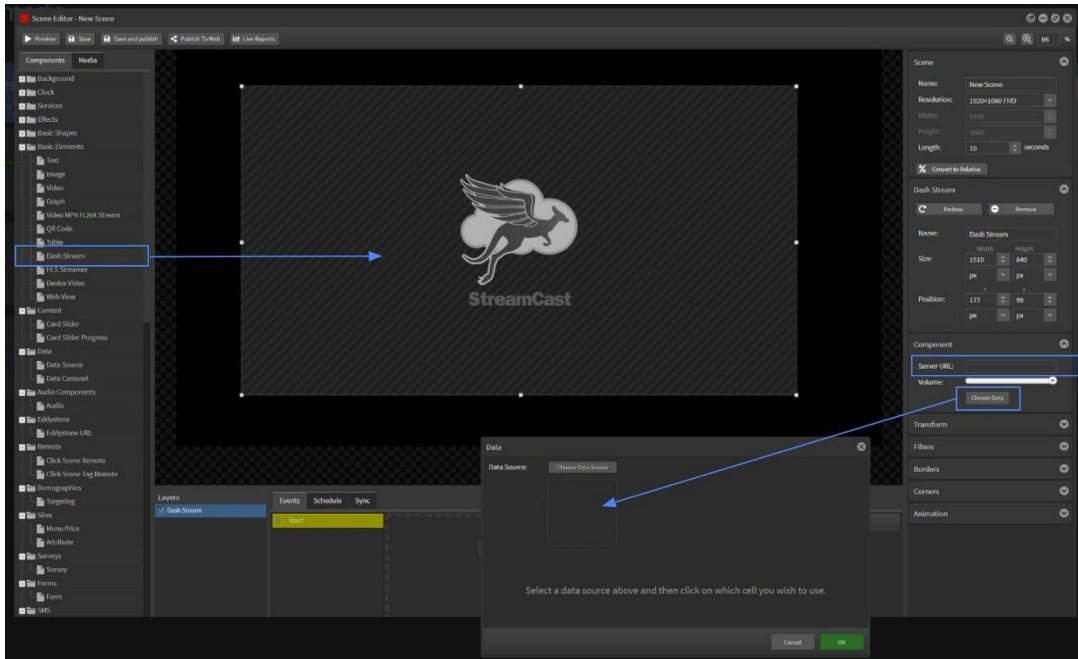 Scene Editor - New Scene
Preview Save Save and publish Publish To Web Live Reports 66 %
Components Media
Background
Clock
Services
Effects
Basic Shapes
Basic Elements
Text
Image
Video
Graph
Video MP4 H.264 Stream
QR Code
Table
Dash Stream
HLS Streamer
Device Video
Web View
Content
Card Slider
Card Slider Progress
Data
Data Source
Data Carousel
Audio Components
Audio
Eddystone
Eddystone URL
Remote
Click Scene Remote
Click Scene Tag Remote
Demographics
Targeting
Sites
Menu Price
Attribute
Surveys
Survey
Forms
Form
SMS
StreamCast
Layers
Dash Stream
Events Schedule Sync
Start
Data
Data Source: Choose Data Source
Select a data source above and then click on which cell you wish to use.
Cancel OK
Scene
Name: New Scene
Resolution: 1920×1080 FHD
Width: 1920
Height: 1080
Length: 10 seconds
Convert to Relative
Dash Stream
Redraw Remove
Name: Dash Stream
Width Height
Size: 1510 840
px px
x y
Position: 177 99
px px
Component
Server URL:
Volume:
Choose Data
Transform
Filters
Borders
Corners
Animation